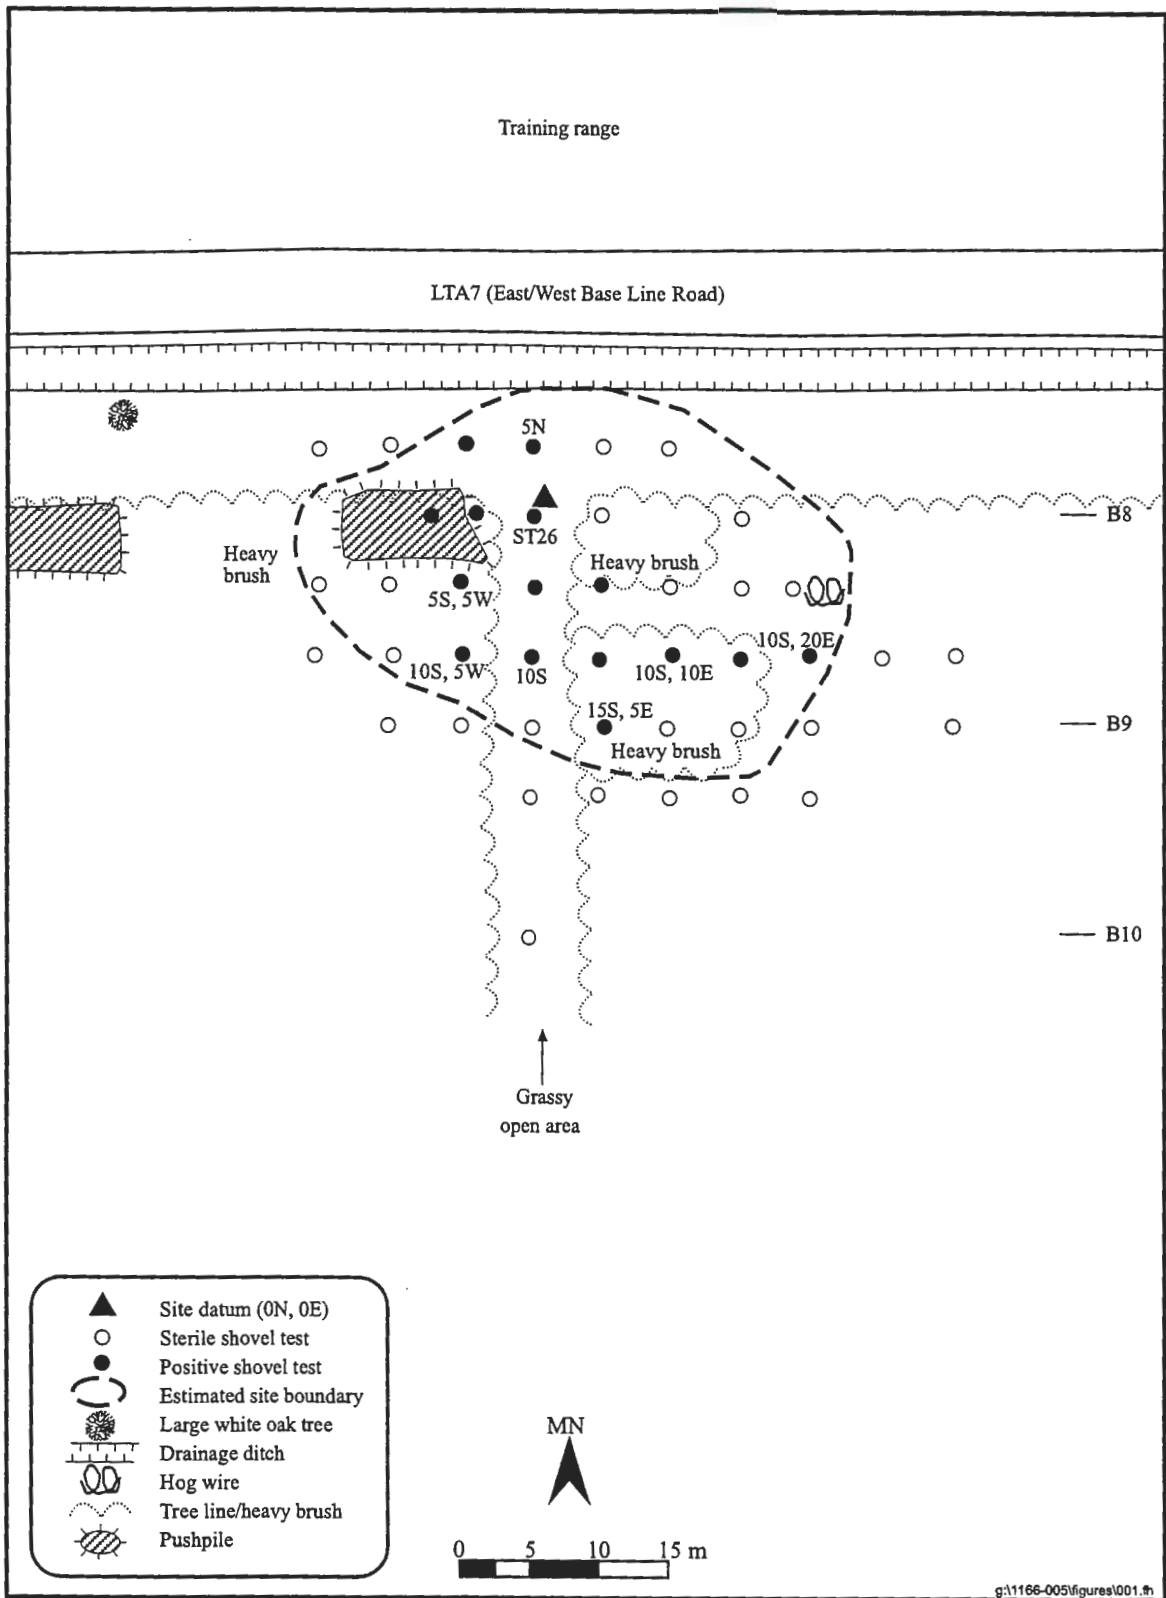 Training range
LTA7 (East/West Base Line Road)
5N
ST26
B8
Heavy
brush
Heavy brush
5S, 5W
10S, 20E
10S, 5W
10S
10S, 10E
15S, 5E
B9
Heavy brush
B10
Grassy
open area
Site datum (0N, 0E)
Sterile shovel test
Positive shovel test
Estimated site boundary
Large white oak tree
Drainage ditch
Hog wire
Tree line/heavy brush
Pushpile
MN
0 5 10 15 m
g:\1166-005\figures\001.fh